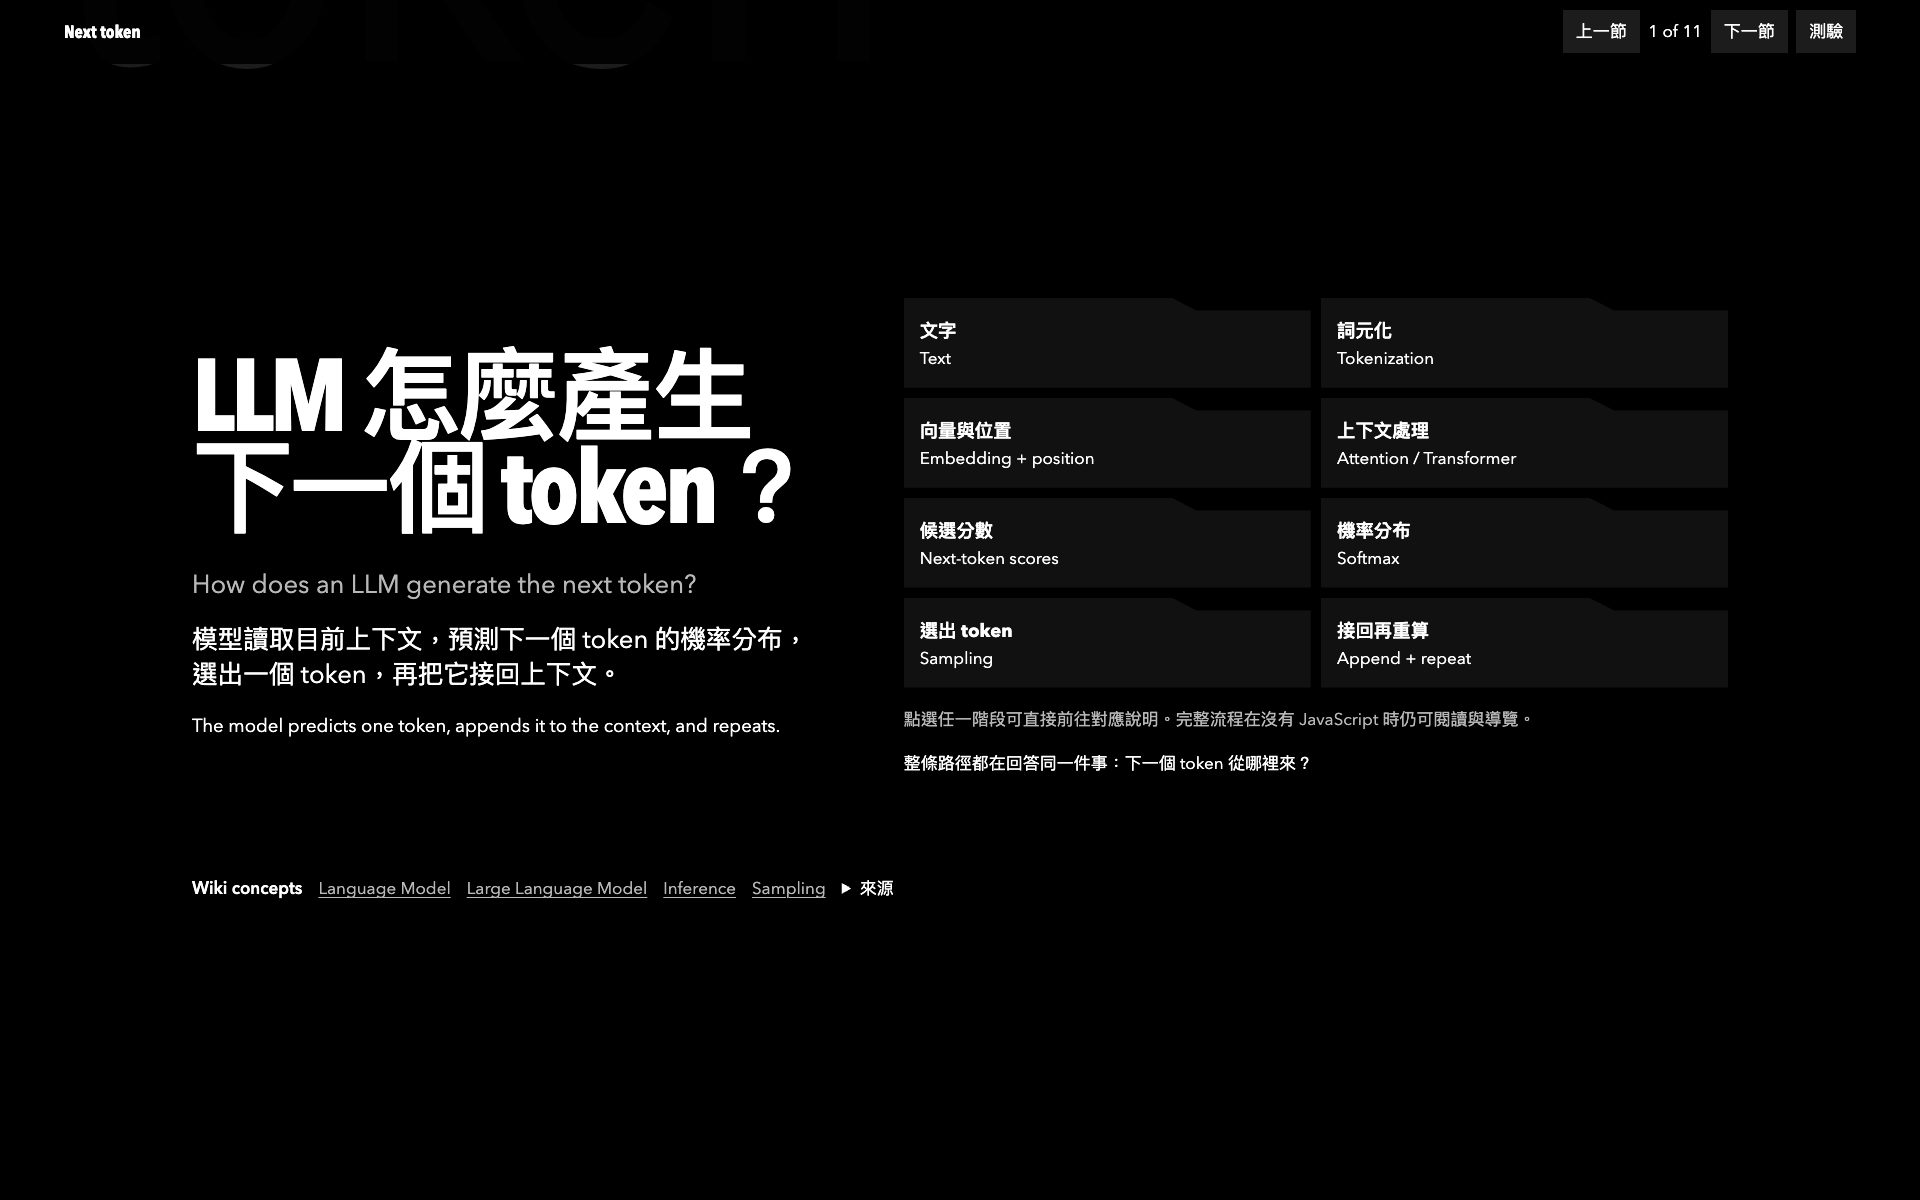 Next token
上一節
1 of 11
下一節
測驗
LLM 怎麼產生
下一個 token？
How does an LLM generate the next token?
模型讀取目前上下文，預測下一個 token 的機率分布，
選出一個 token，再把它接回上下文。
The model predicts one token, appends it to the context, and repeats.
文字
Text
詞元化
Tokenization
向量與位置
Embedding + position
上下文處理
Attention / Transformer
候選分數
Next-token scores
機率分布
Softmax
選出 token
Sampling
接回再重算
Append + repeat
點選任一階段可直接前往對應說明。完整流程在沒有 JavaScript 時仍可閱讀與導覽。
整條路徑都在回答同一件事：下一個 token 從哪裡來？
Wiki concepts Language Model Large Language Model Inference Sampling ▶ 來源